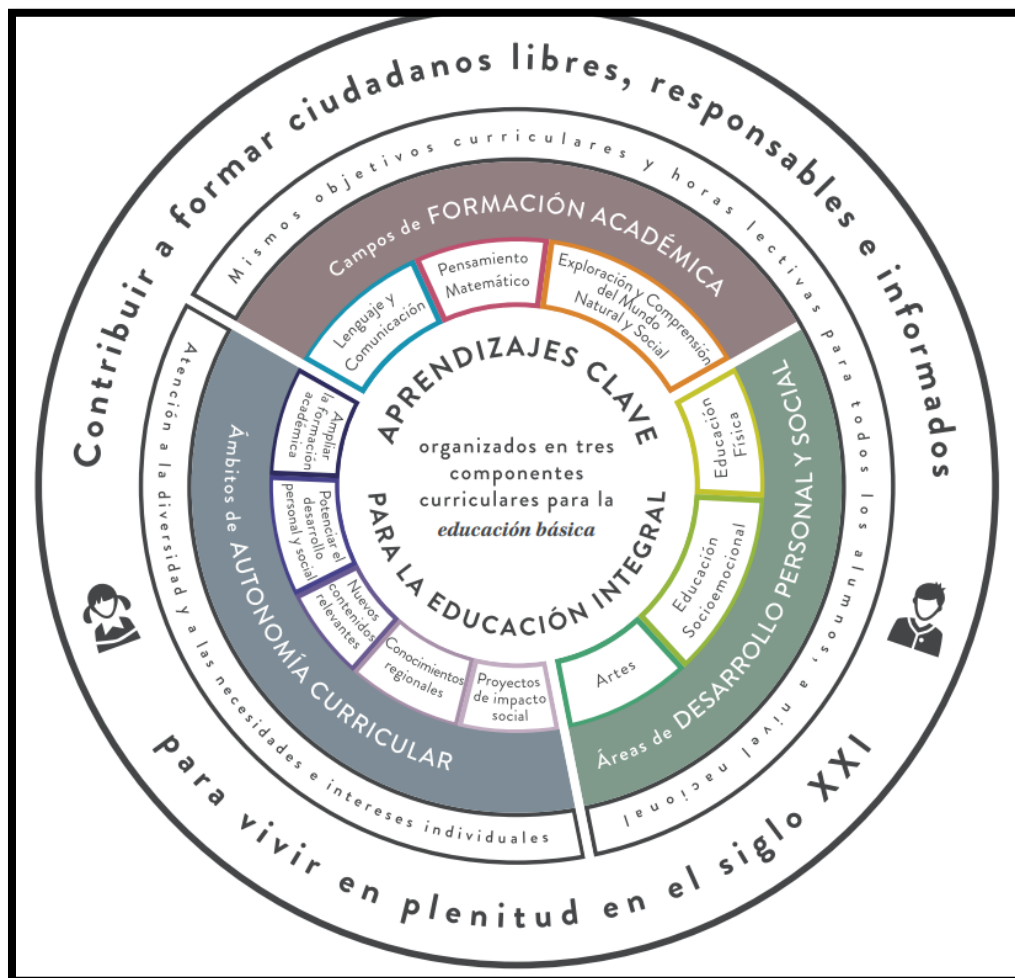 Contribuir a formar ciudadanos libres, responsables e informados
para vivir en plenitud en el siglo XXI
Mismos objetivos curriculares y horas lectivas para todos los alumnos, a nivel nacional
Atención a la diversidad y a las necesidades e intereses individuales
Campos de FORMACIÓN ACADÉMICA
Lenguaje y
Comunicación
Pensamiento
Matemático
Exploración y Comprensión
del Mundo
Natural y Social
Áreas de DESARROLLO PERSONAL Y SOCIAL
Educación
Física
Educación
Socioemocional
Artes
Ámbitos de AUTONOMÍA CURRICULAR
Ampliar
la formación
académica
Potenciar el
desarrollo
personal y social
Nuevos
contenidos
relevantes
Conocimientos
regionales
Proyectos
de impacto
social
APRENDIZAJES CLAVE
organizados en tres
componentes
curriculares para la
educación básica
PARA LA EDUCACIÓN INTEGRAL